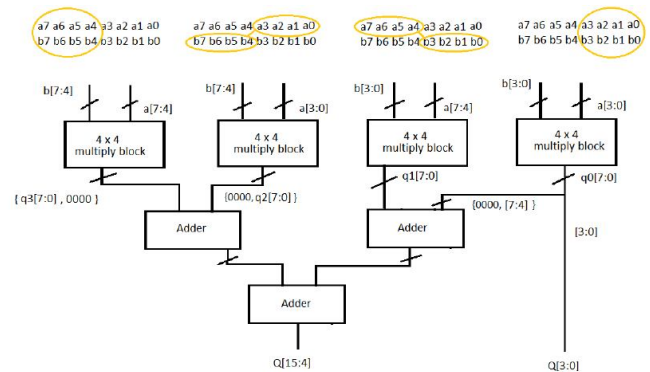 a7 a6 a5 a4 a3 a2 a1 a0
b7 b6 b5 b4 b3 b2 b1 b0
a7 a6 a5 a4 a3 a2 a1 a0
b7 b6 b5 b4 b3 b2 b1 b0
a7 a6 a5 a4 a3 a2 a1 a0
b7 b6 b5 b4 b3 b2 b1 b0
a7 a6 a5 a4 a3 a2 a1 a0
b7 b6 b5 b4 b3 b2 b1 b0
b[7:4]
a[7:4]
b[7:4]
a[3:0]
b[3:0]
a[7:4]
b[3:0]
a[3:0]
4 x 4
multiply block
4 x 4
multiply block
4 x 4
multiply block
4 x 4
multiply block
{ q3[7:0] , 0000 }
{0000, q2[7:0] }
q1[7:0]
q0[7:0]
{0000, [7:4] }
Adder
Adder
[3:0]
Adder
Q[15:4]
Q[3:0]